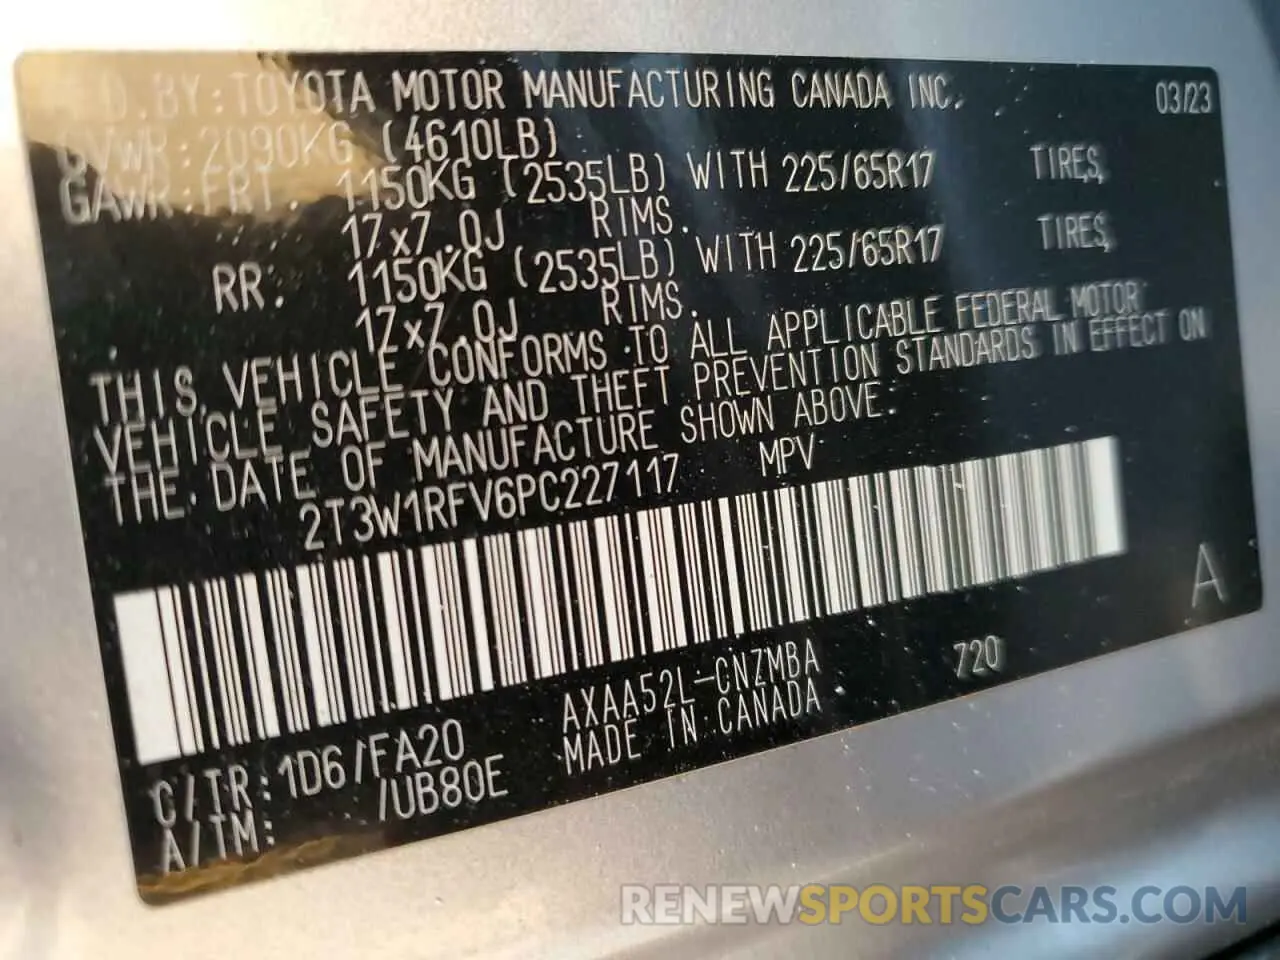 MFD.BY:TOYOTA MOTOR MANUFACTURING CANADA INC. 03/23
GVWR:2090KG (4610LB)
GAWR:FRT. 1150KG (2535LB) WITH 225/65R17 TIRES,
17x7.0J RIMS.
RR: 1150KG (2535LB) WITH 225/65R17 TIRES,
17x7.0J RIMS.
THIS VEHICLE CONFORMS TO ALL APPLICABLE FEDERAL MOTOR
VEHICLE SAFETY AND THEFT PREVENTION STANDARDS IN EFFECT ON
THE DATE OF MANUFACTURE SHOWN ABOVE.
2T3W1RFV6PC227117 MPV
A
C/TR:1D6/FA20 AXAA52L-CNZMBA 720
A/TM: /UB80E MADE IN CANADA
RENEWSPORTSCARS.COM